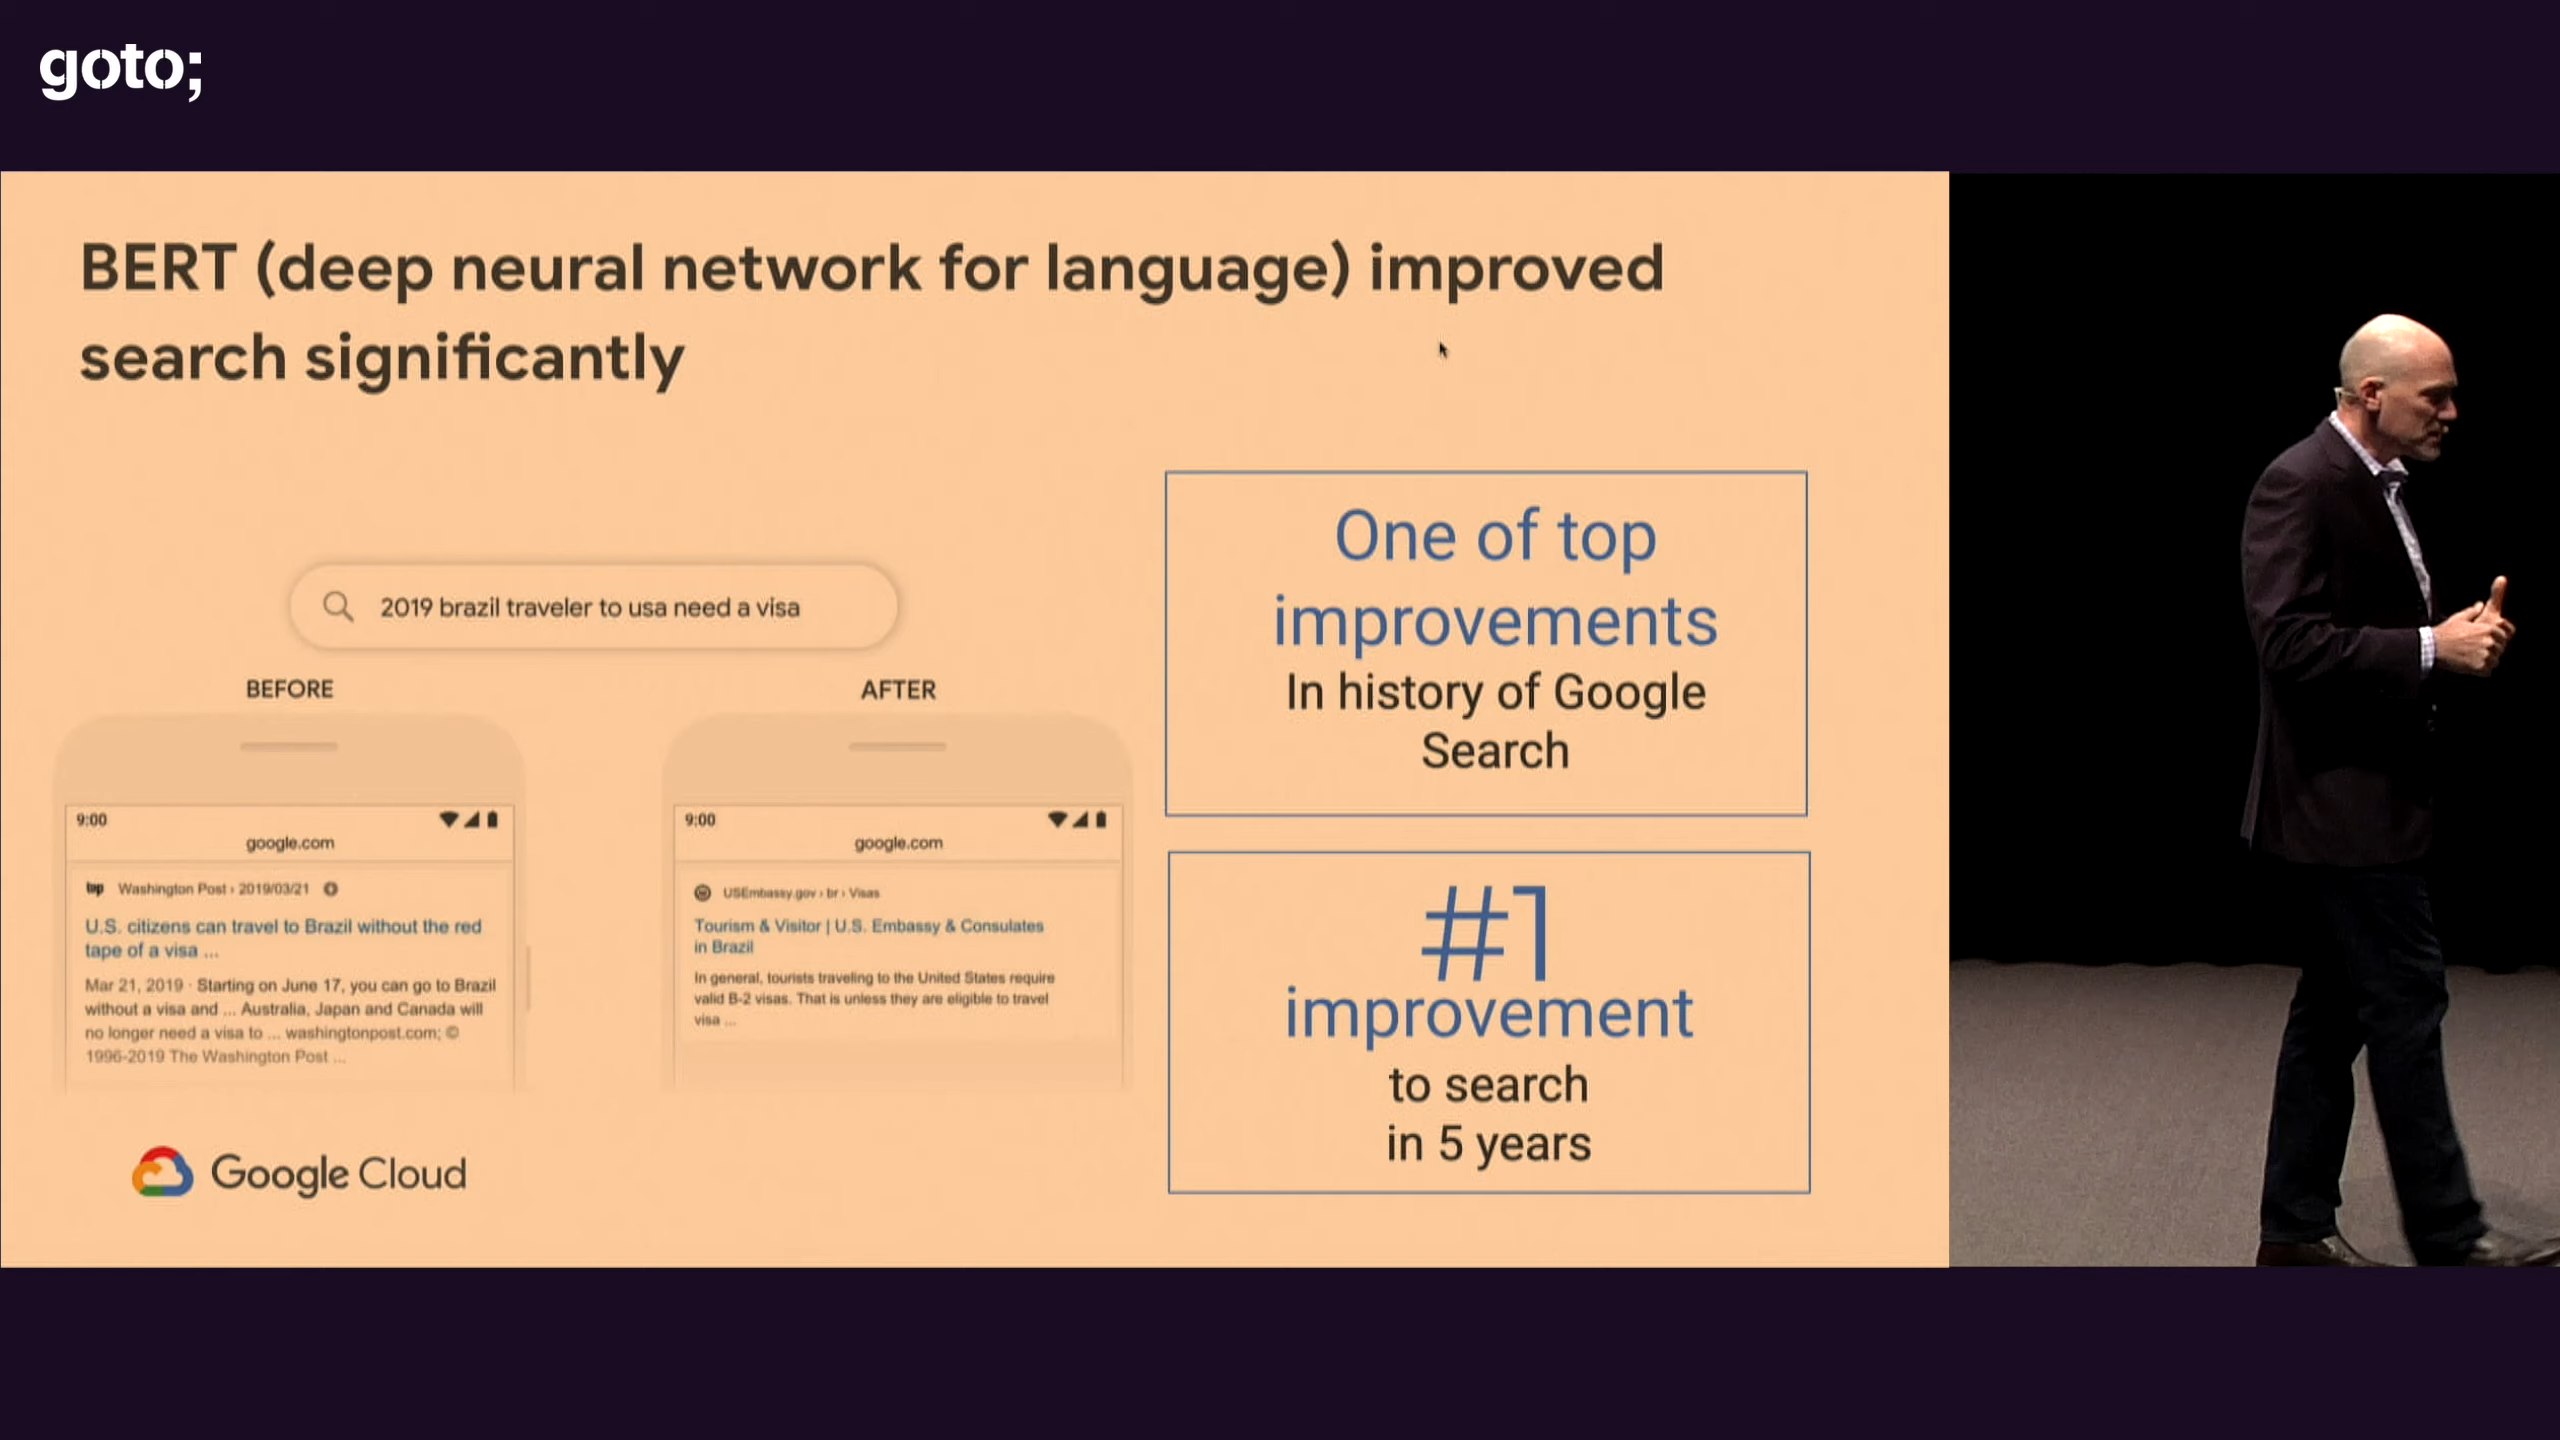 goto;
BERT (deep neural network for language) improved
search significantly
2019 brazil traveler to usa need a visa
BEFORE
9:00
google.com
Washington Post › 2019/03/21
U.S. citizens can travel to Brazil without the red
tape of a visa ...
Mar 21, 2019 · Starting on June 17, you can go to Brazil
without a visa and ... Australia, Japan and Canada will
no longer need a visa to ... washingtonpost.com; ©
1996-2019 The Washington Post ...
AFTER
9:00
google.com
USEmbassy.gov › br › Visas
Tourism & Visitor | U.S. Embassy & Consulates
in Brazil
In general, tourists traveling to the United States require
valid B-2 visas. That is unless they are eligible to travel
visa ...
One of top
improvements
In history of Google
Search
#1
improvement
to search
in 5 years
Google Cloud